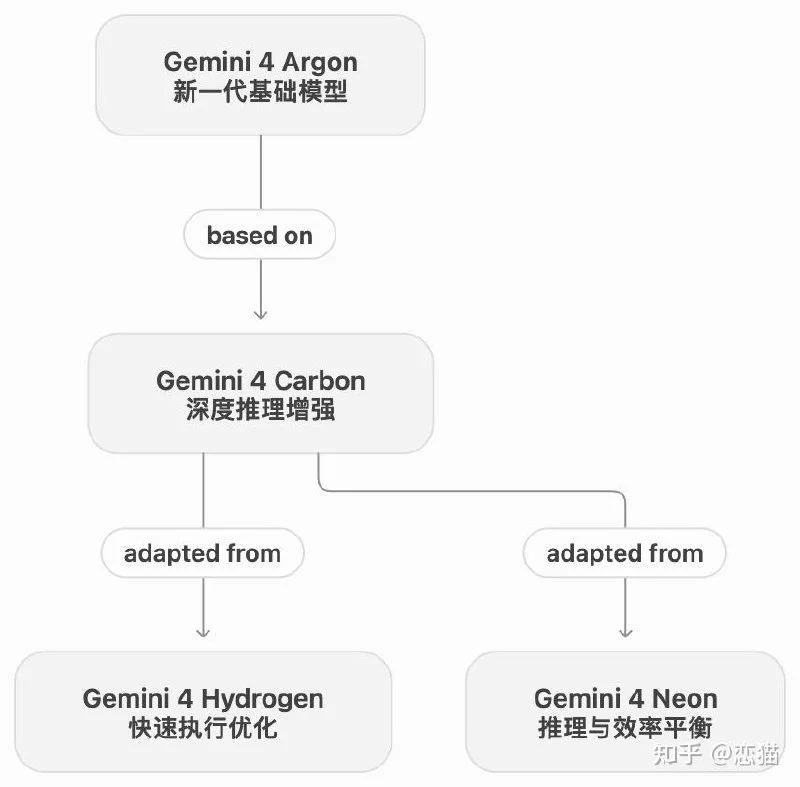 Gemini 4 Argon
新一代基础模型
based on
Gemini 4 Carbon
深度推理增强
adapted from
adapted from
Gemini 4 Hydrogen
快速执行优化
Gemini 4 Neon
推理与效率平衡
知乎 @恋猫